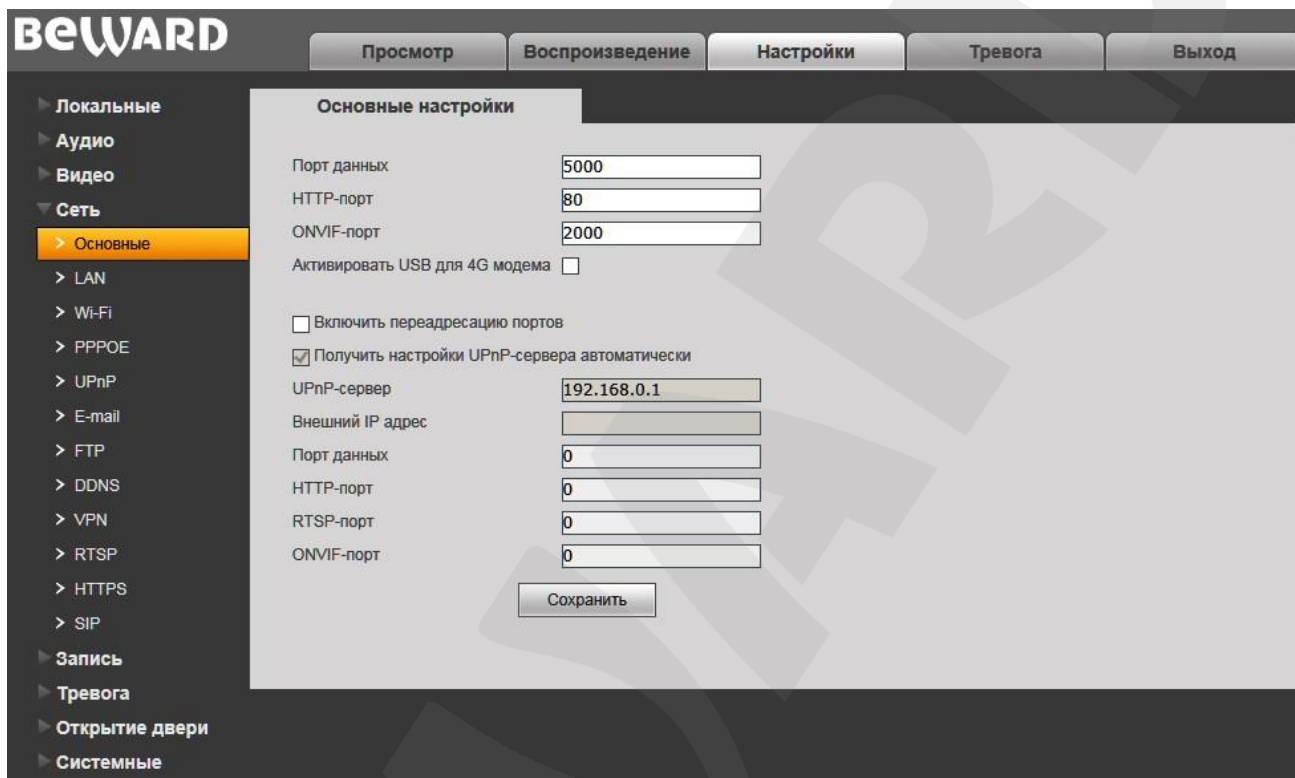 BEWARD
Просмотр Воспроизведение Настройки Тревога Выход
Локальные
Аудио
Видео
Сеть
> Основные
> LAN
> Wi-Fi
> PPPOE
> UPnP
> E-mail
> FTP
> DDNS
> VPN
> RTSP
> HTTPS
> SIP
Запись
Тревога
Открытие двери
Системные
Основные настройки
Порт данных 5000
HTTP-порт 80
ONVIF-порт 2000
Активировать USB для 4G модема
Включить переадресацию портов
Получить настройки UPnP-сервера автоматически
UPnP-сервер 192.168.0.1
Внешний IP адрес
Порт данных 0
HTTP-порт 0
RTSP-порт 0
ONVIF-порт 0
Сохранить